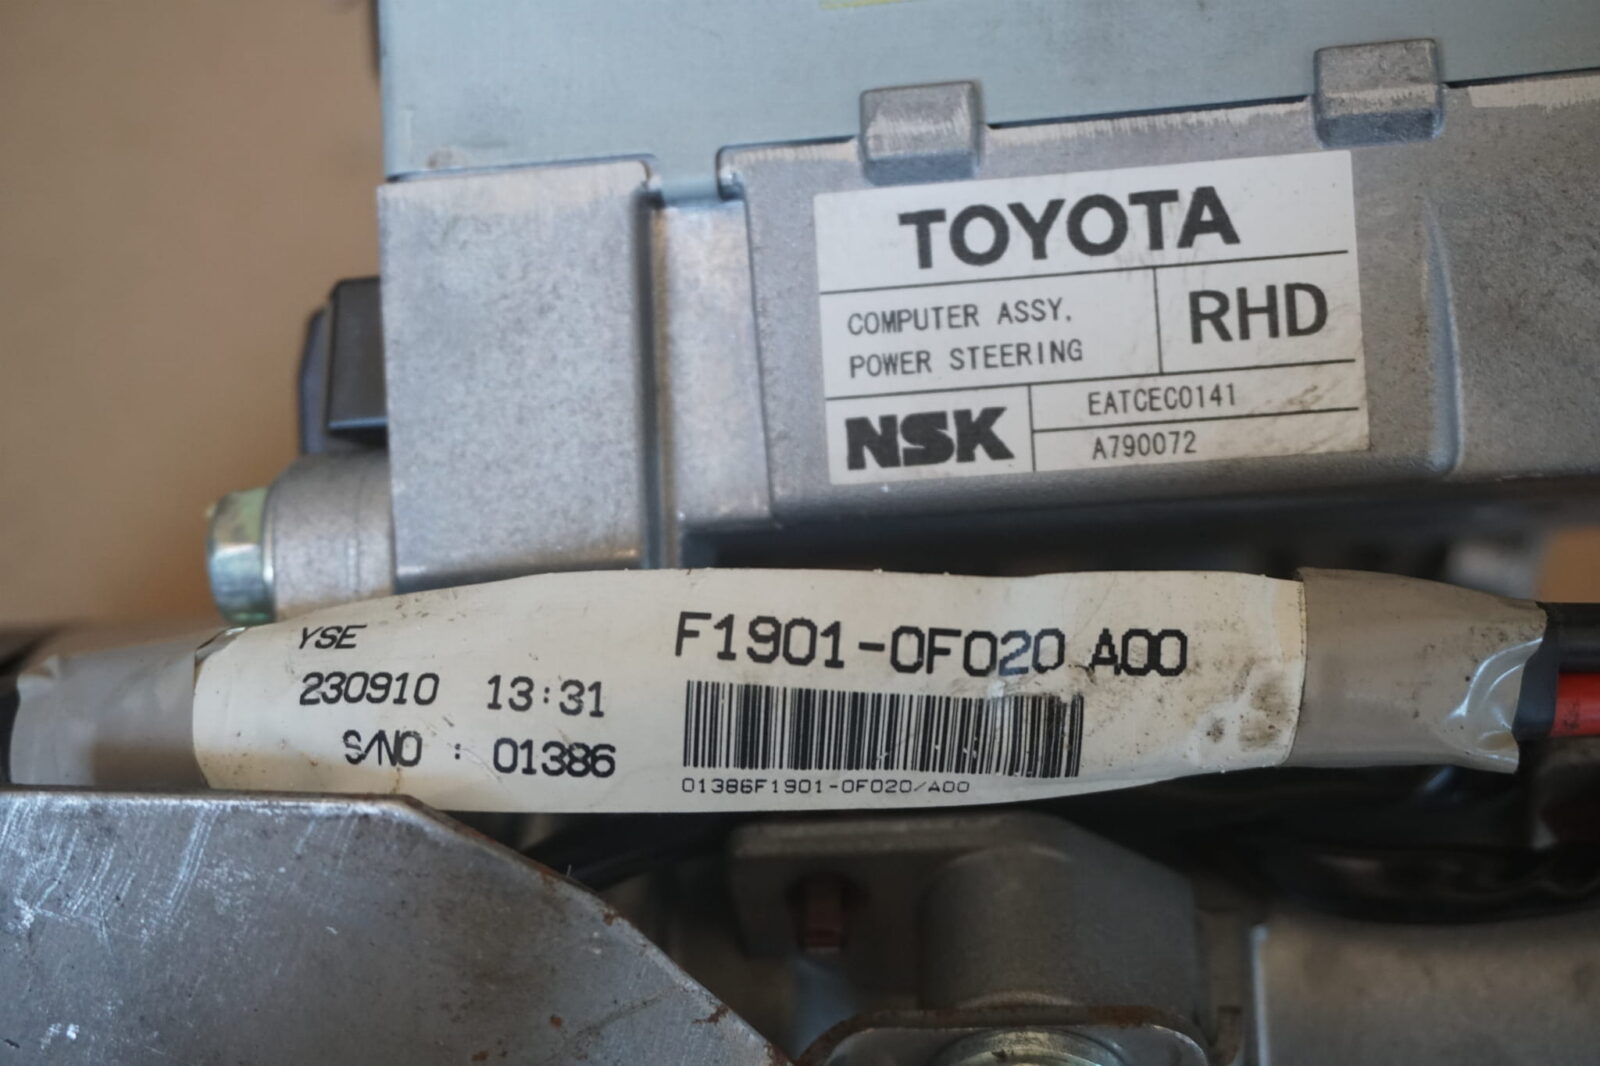 TOYOTA
COMPUTER ASSY.
POWER STEERING
RHD
NSK
EATCEC0141
A790072
YSE
230910 13:31
S/NO : 01386
F1901-0F020 A00
01386F1901-0F020/A00